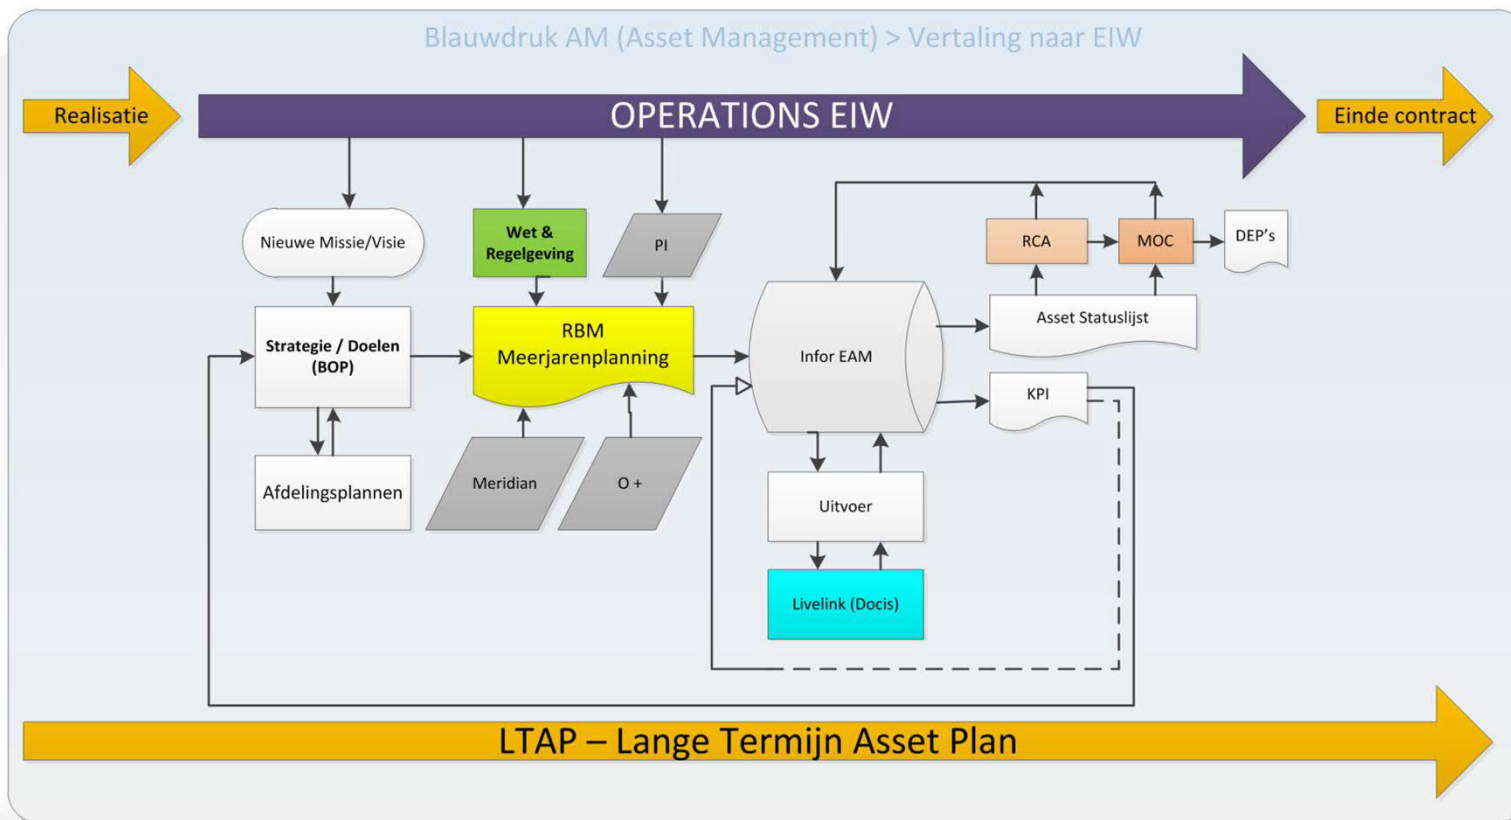 Blauwdruk AM (Asset Management) > Vertaling naar EIW
Realisatie
OPERATIONS EIW
Einde contract
Nieuwe Missie/Visie
Wet &
Regelgeving
PI
RCA
MOC
DEP's
Strategie / Doelen
(BOP)
RBM
Meerjarenplanning
Infor EAM
Asset Statuslijst
KPI
Afdelingsplannen
Meridian
O +
Uitvoer
Livelink (Docis)
LTAP – Lange Termijn Asset Plan